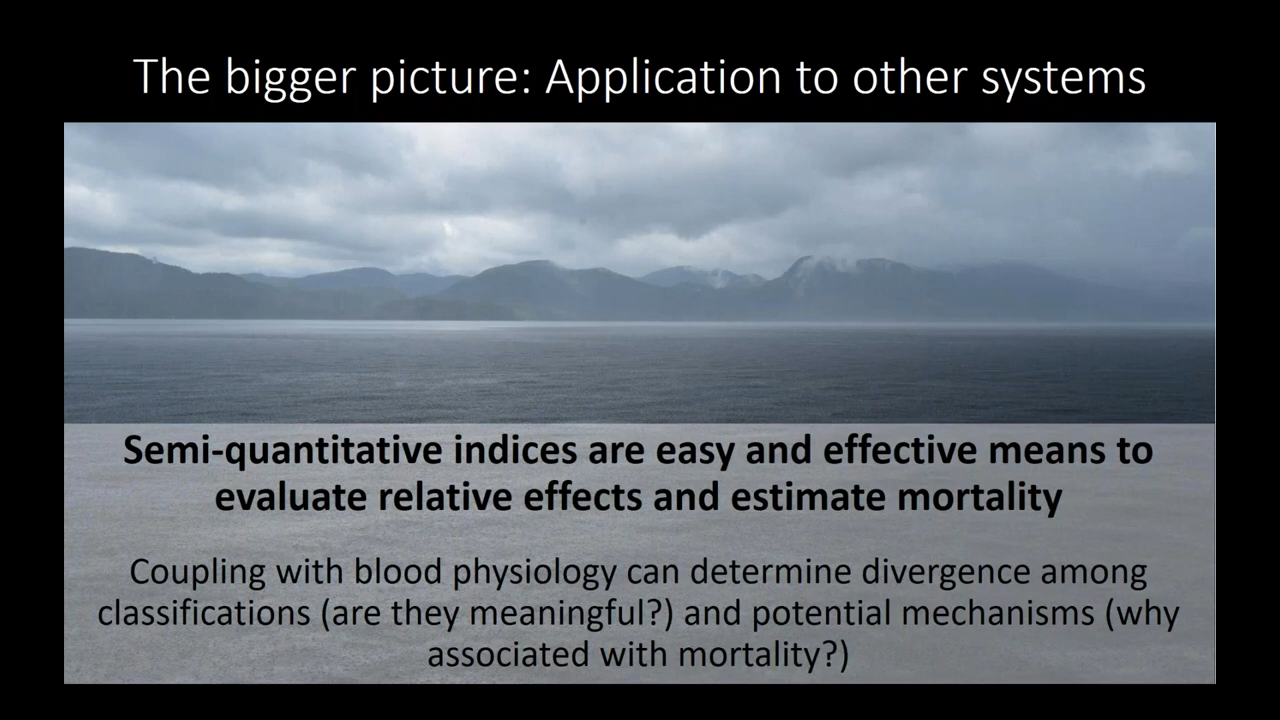 The bigger picture: Application to other systems
Semi-quantitative indices are easy and effective means to
evaluate relative effects and estimate mortality
Coupling with blood physiology can determine divergence among
classifications (are they meaningful?) and potential mechanisms (why
associated with mortality?)